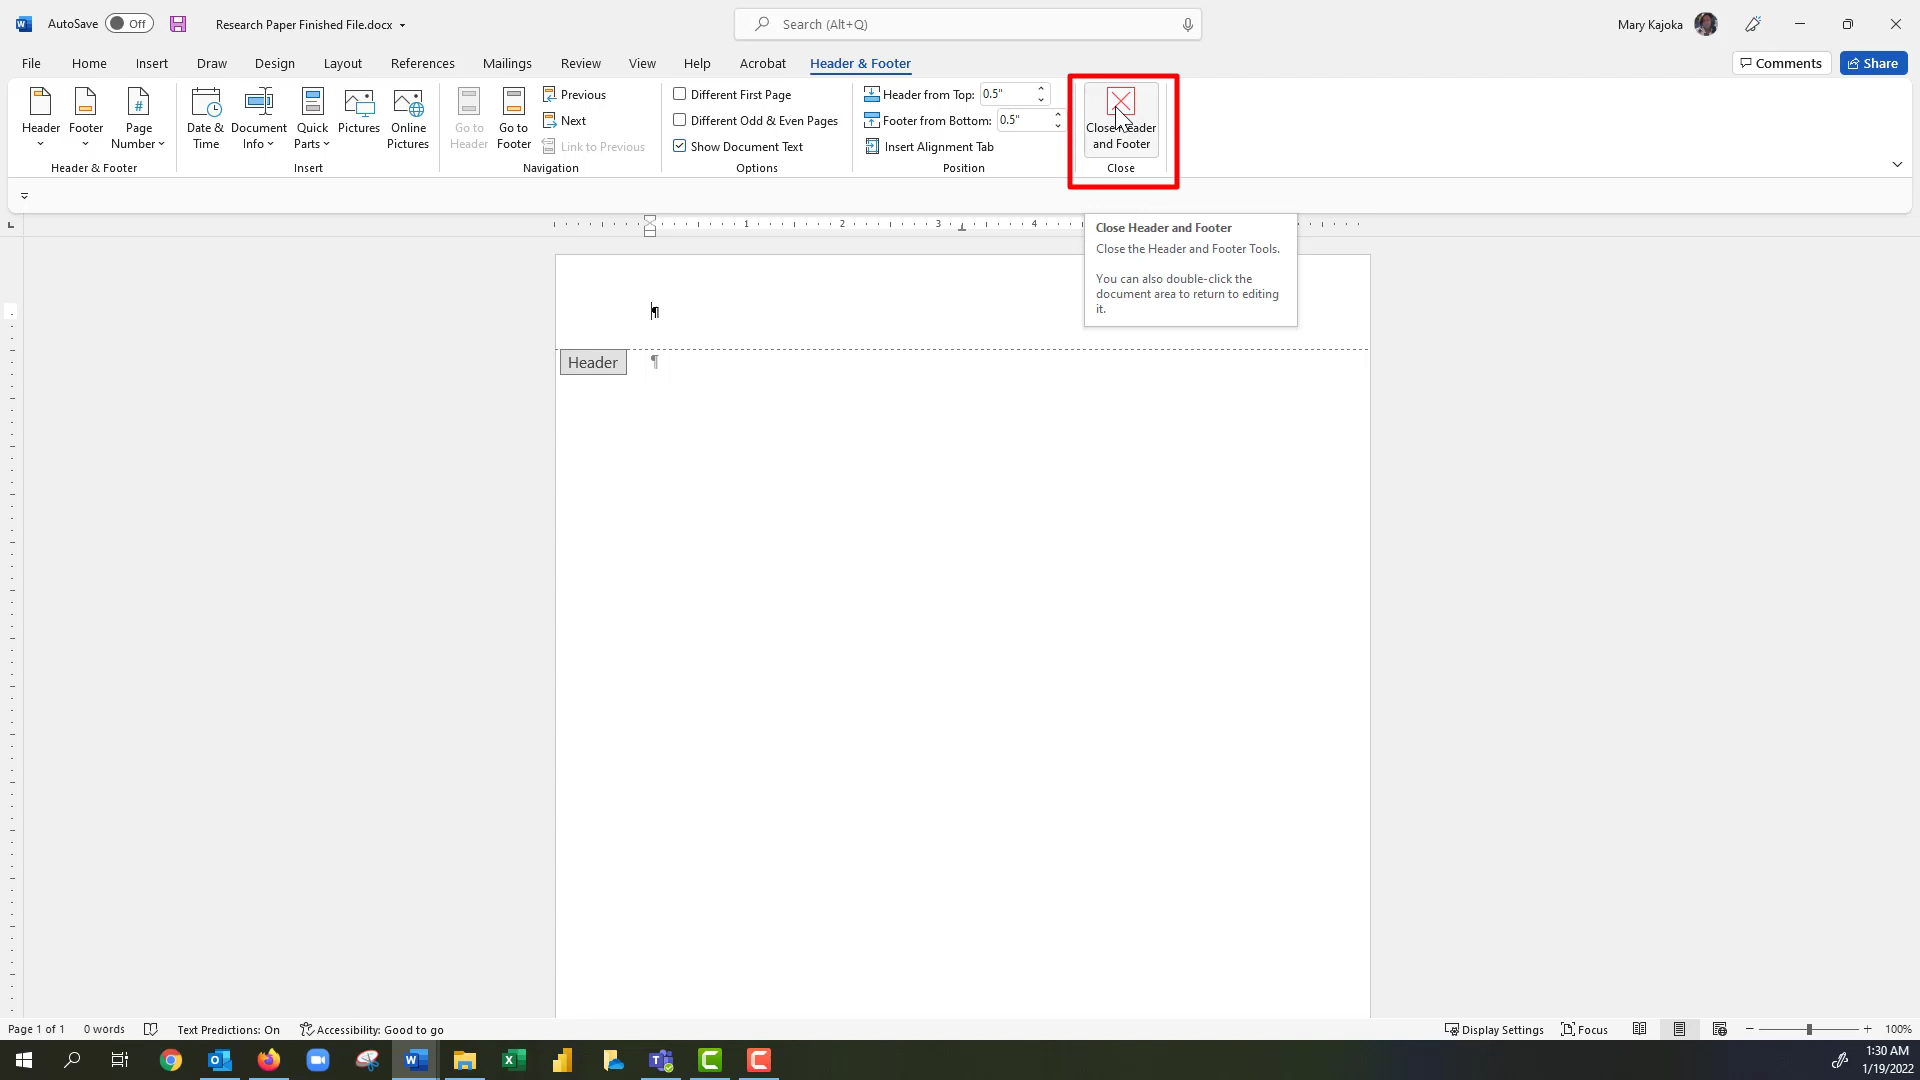 AutoSave Off Research Paper Finished File.docx Search (Alt+Q) Mary Kajoka
File Home Insert Draw Design Layout References Mailings Review View Help Acrobat Header & Footer Comments Share
Header
Footer
Page
Number
Header & Footer
Date &
Time
Document
Info
Quick
Parts
Pictures
Online
Pictures
Insert
Go to
Header
Go to
Footer
Previous
Next
Link to Previous
Navigation
Different First Page
Different Odd & Even Pages
Show Document Text
Options
Header from Top: 0.5"
Footer from Bottom: 0.5"
Insert Alignment Tab
Position
Close Header
and Footer
Close
1 2 3 4
Close Header and Footer
Close the Header and Footer Tools.
You can also double-click the
document area to return to editing
it.
¶
Header ¶
Page 1 of 1 0 words Text Predictions: On Accessibility: Good to go Display Settings Focus 100%
1:30 AM
1/19/2022